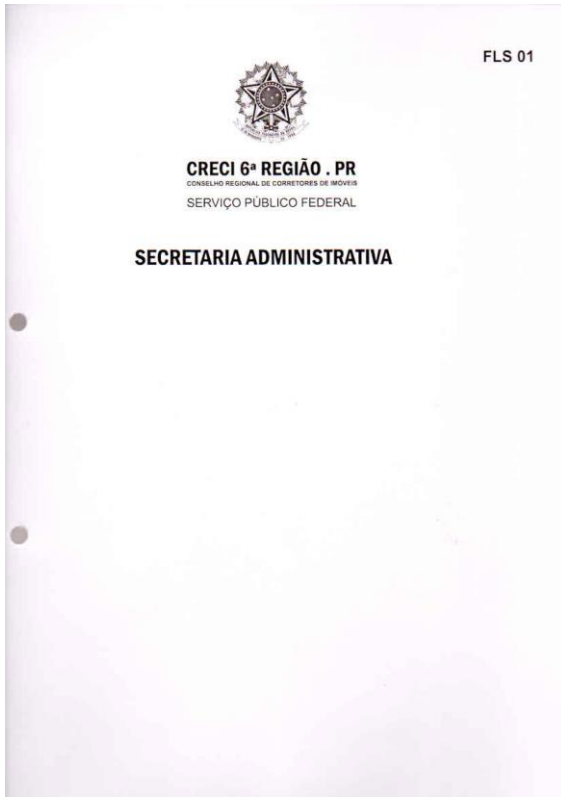 FLS 01
CRECI 6ª REGIÃO . PR
CONSELHO REGIONAL DE CORRETORES DE IMÓVEIS
SERVIÇO PÚBLICO FEDERAL
SECRETARIA ADMINISTRATIVA